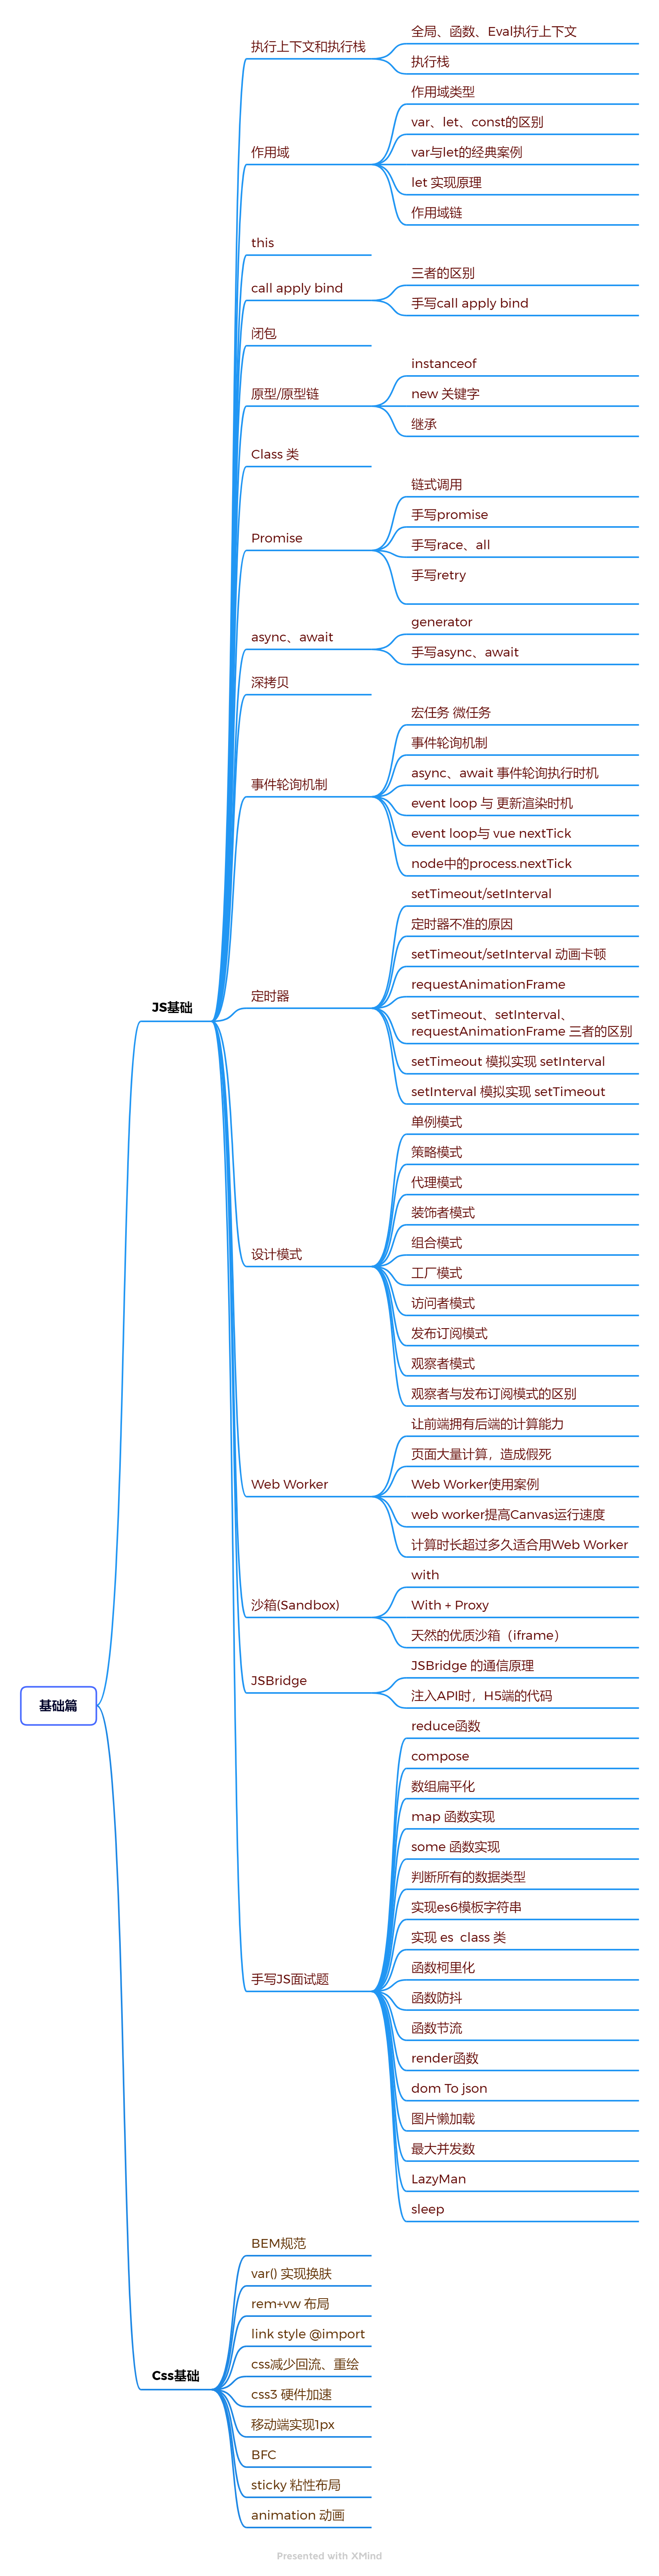 基础篇
JS基础
执行上下文和执行栈
全局、函数、Eval执行上下文
执行栈
作用域
作用域类型
var、let、const的区别
var与let的经典案例
let 实现原理
作用域链
this
call apply bind
三者的区别
手写call apply bind
闭包
原型/原型链
instanceof
new 关键字
继承
Class 类
Promise
链式调用
手写promise
手写race、all
手写retry
async、await
generator
手写async、await
深拷贝
事件轮询机制
宏任务 微任务
事件轮询机制
async、await 事件轮询执行时机
event loop 与 更新渲染时机
event loop与 vue nextTick
node中的process.nextTick
定时器
setTimeout/setInterval
定时器不准的原因
setTimeout/setInterval 动画卡顿
requestAnimationFrame
setTimeout、setInterval、
requestAnimationFrame 三者的区别
setTimeout 模拟实现 setInterval
setInterval 模拟实现 setTimeout
设计模式
单例模式
策略模式
代理模式
装饰者模式
组合模式
工厂模式
访问者模式
发布订阅模式
观察者模式
观察者与发布订阅模式的区别
Web Worker
让前端拥有后端的计算能力
页面大量计算，造成假死
Web Worker使用案例
web worker提高Canvas运行速度
计算时长超过多久适合用Web Worker
沙箱(Sandbox)
with
With + Proxy
天然的优质沙箱（iframe）
JSBridge
JSBridge 的通信原理
注入API时，H5端的代码
手写JS面试题
reduce函数
compose
数组扁平化
map 函数实现
some 函数实现
判断所有的数据类型
实现es6模板字符串
实现 es  class 类
函数柯里化
函数防抖
函数节流
render函数
dom To json
图片懒加载
最大并发数
LazyMan
sleep
Css基础
BEM规范
var() 实现换肤
rem+vw 布局
link style @import
css减少回流、重绘
css3 硬件加速
移动端实现1px
BFC
sticky 粘性布局
animation 动画
Presented with XMind